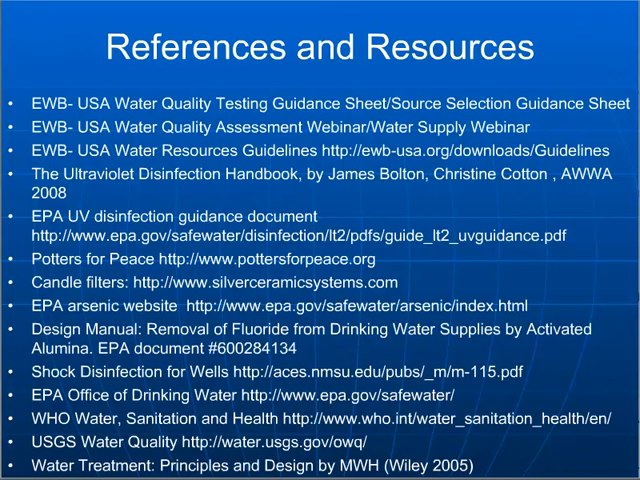 References and Resources
• EWB- USA Water Quality Testing Guidance Sheet/Source Selection Guidance Sheet
• EWB- USA Water Quality Assessment Webinar/Water Supply Webinar
• EWB- USA Water Resources Guidelines http://ewb-usa.org/downloads/Guidelines
• The Ultraviolet Disinfection Handbook, by James Bolton, Christine Cotton , AWWA
2008
• EPA UV disinfection guidance document
http://www.epa.gov/safewater/disinfection/lt2/pdfs/guide_lt2_uvguidance.pdf
• Potters for Peace http://www.pottersforpeace.org
• Candle filters: http://www.silverceramicsystems.com
• EPA arsenic website  http://www.epa.gov/safewater/arsenic/index.html
• Design Manual: Removal of Fluoride from Drinking Water Supplies by Activated
Alumina. EPA document #600284134
• Shock Disinfection for Wells http://aces.nmsu.edu/pubs/_m/m-115.pdf
• EPA Office of Drinking Water http://www.epa.gov/safewater/
• WHO Water, Sanitation and Health http://www.who.int/water_sanitation_health/en/
• USGS Water Quality http://water.usgs.gov/owq/
• Water Treatment: Principles and Design by MWH (Wiley 2005)